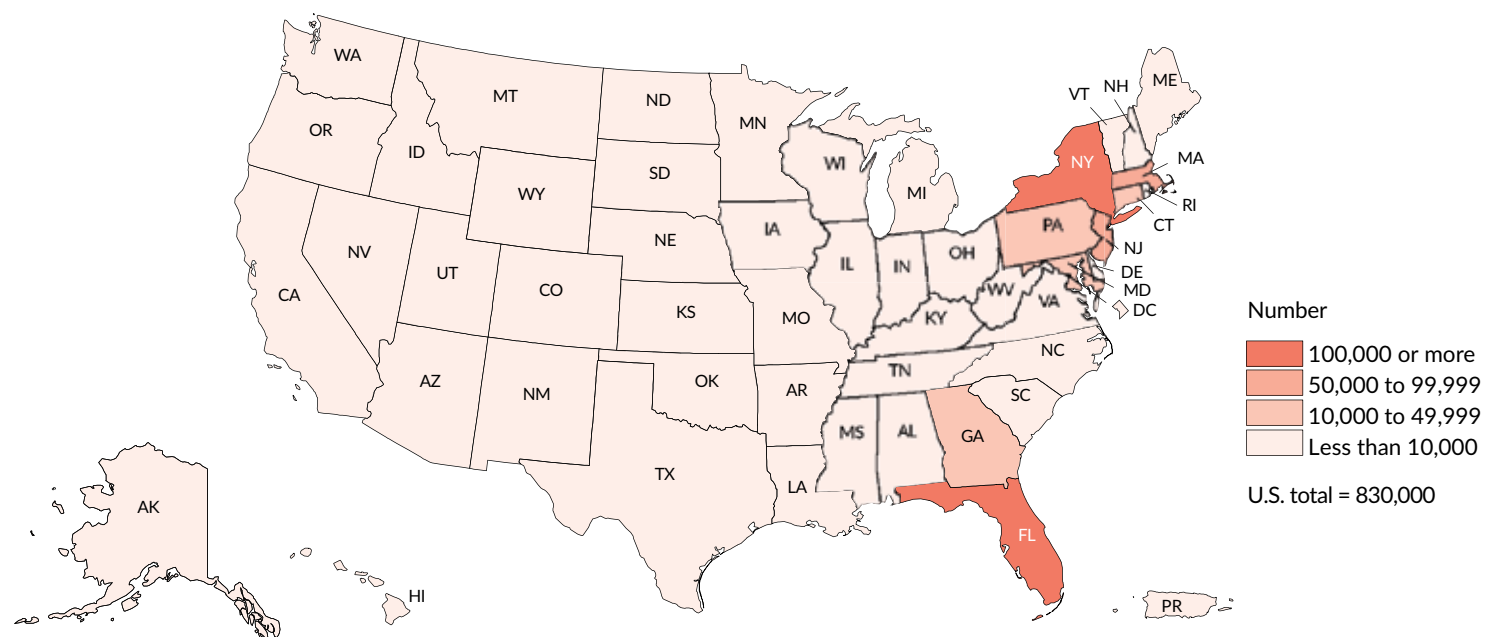 WA
MT
ND
MN
ME
VT
NH
OR
ID
SD
WI
NY
MA
WY
MI
RI
IA
PA
CT
NE
NJ
NV
UT
IL
IN
OH
DE
CO
WV
MD
CA
VA
DC
KS
MO
KY
NC
TN
AZ
NM
OK
AR
SC
MS
AL
GA
TX
LA
AK
FL
HI
PR
Number
100,000 or more
50,000 to 99,999
10,000 to 49,999
Less than 10,000
U.S. total = 830,000